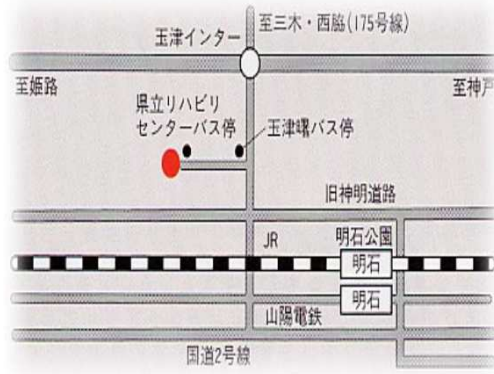 至三木・西脇(175号線)
玉津インター
至姫路
至神戸
県立リハビリ
センターバス停
玉津曙バス停
旧神明道路
JR
明石公園
明石
明石
山陽電鉄
国道2号線